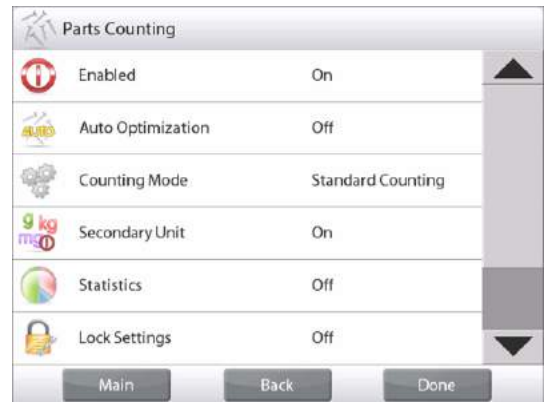 Parts Counting
Enabled On
AUTO Auto Optimization Off
Counting Mode Standard Counting
g kg
mg Secondary Unit On
Statistics Off
Lock Settings Off
Main Back Done